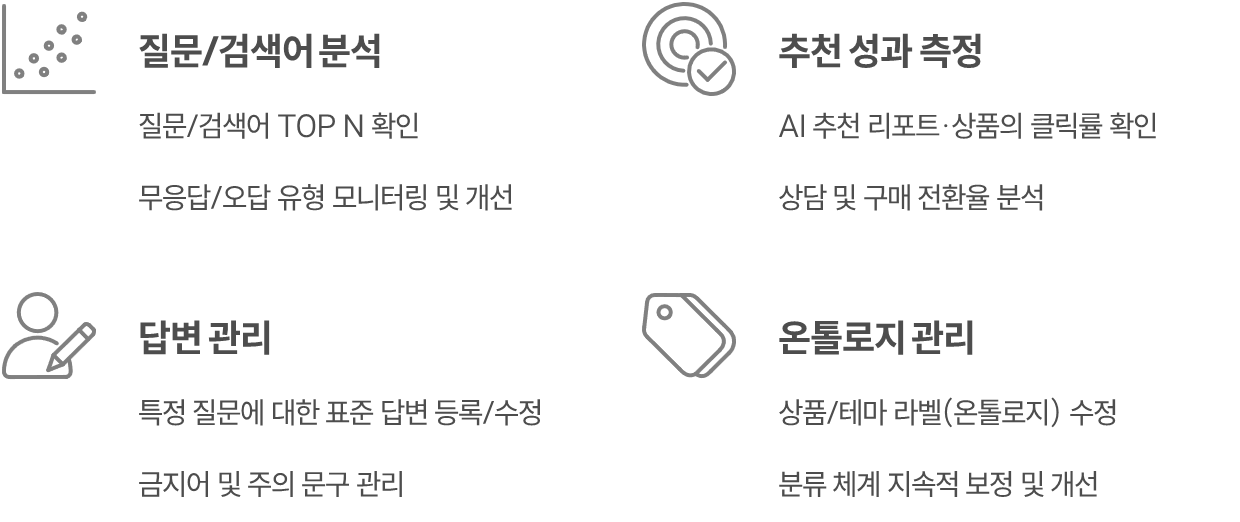 질문/검색어 분석
질문/검색어 TOP N 확인
무응답/오답 유형 모니터링 및 개선
추천 성과 측정
AI 추천 리포트·상품의 클릭률 확인
상담 및 구매 전환율 분석
답변 관리
특정 질문에 대한 표준 답변 등록/수정
금지어 및 주의 문구 관리
온톨로지 관리
상품/테마 라벨(온톨로지) 수정
분류 체계 지속적 보정 및 개선